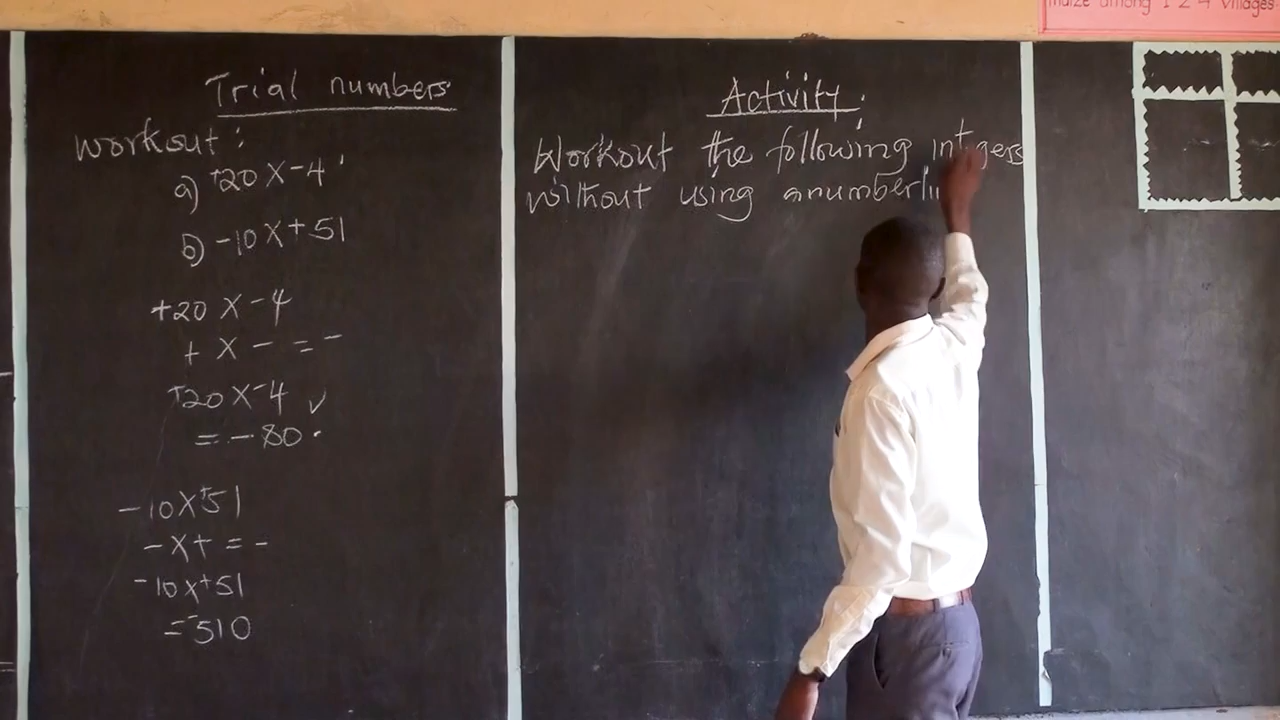 maize among 1 2 4 villages
Trial numbers
Workout:
a) +20 X -4
b) -10 X +51
+20 X -4
+ X - = -
+20 X -4 ✓
= -80.
-10 X +51
- X + = -
-10 X +51
= -510
Activity:
Workout the following integers
without using anumberli